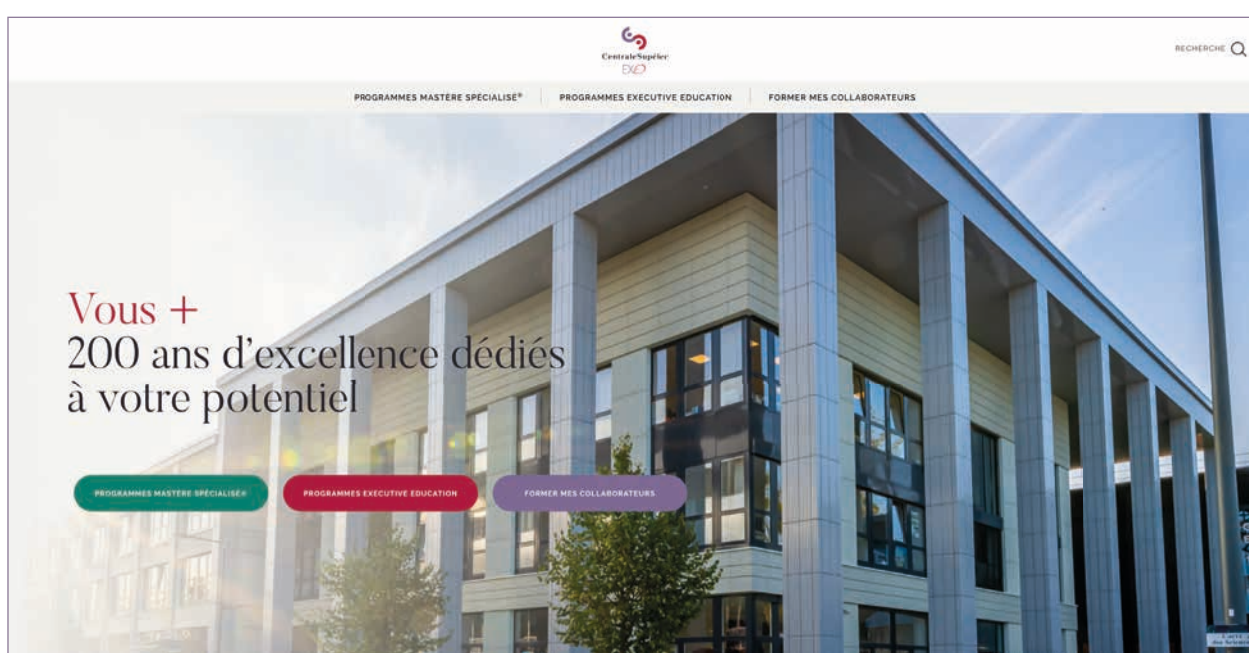 CentraleSupélec
EXED
RECHERCHE
PROGRAMMES MASTÈRE SPÉCIALISÉ® PROGRAMMES EXECUTIVE EDUCATION FORMER MES COLLABORATEURS
Vous +
200 ans d'excellence dédiés
à votre potentiel
PROGRAMMES MASTÈRE SPÉCIALISÉ® PROGRAMMES EXECUTIVE EDUCATION FORMER MES COLLABORATEURS